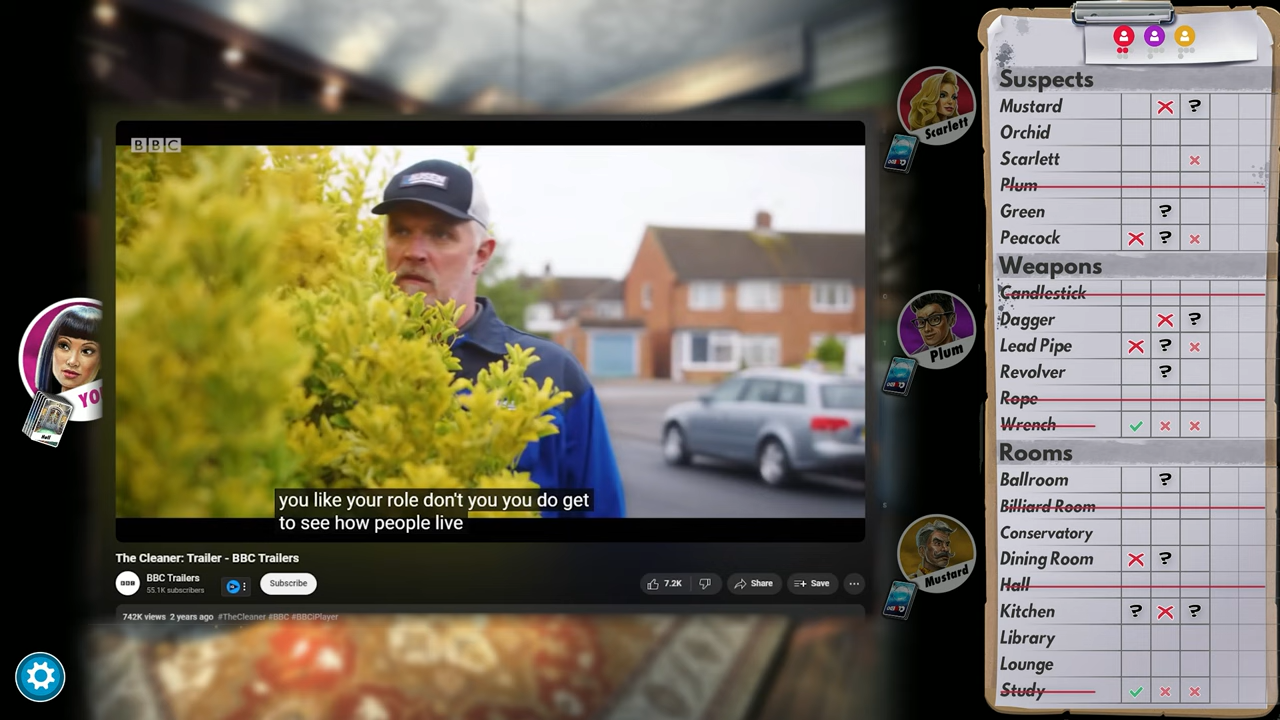 BBC
you like your role don't you you do get
to see how people live
The Cleaner: Trailer - BBC Trailers
BBC
BBC Trailers
55.1K subscribers
Subscribe
7.2K
Share
Save
742K views 2 years ago #TheCleaner #BBC #BBCiPlayer
YO
Hall
Scarlett
Plum
Mustard
Suspects
Mustard ?
Orchid
Scarlett
Plum
Green ?
Peacock ?
Weapons
Candlestick
Dagger ?
Lead Pipe ?
Revolver ?
Rope
Wrench
Rooms
Ballroom ?
Billiard Room
Conservatory
Dining Room ?
Hall
Kitchen ? ?
Library
Lounge
Study